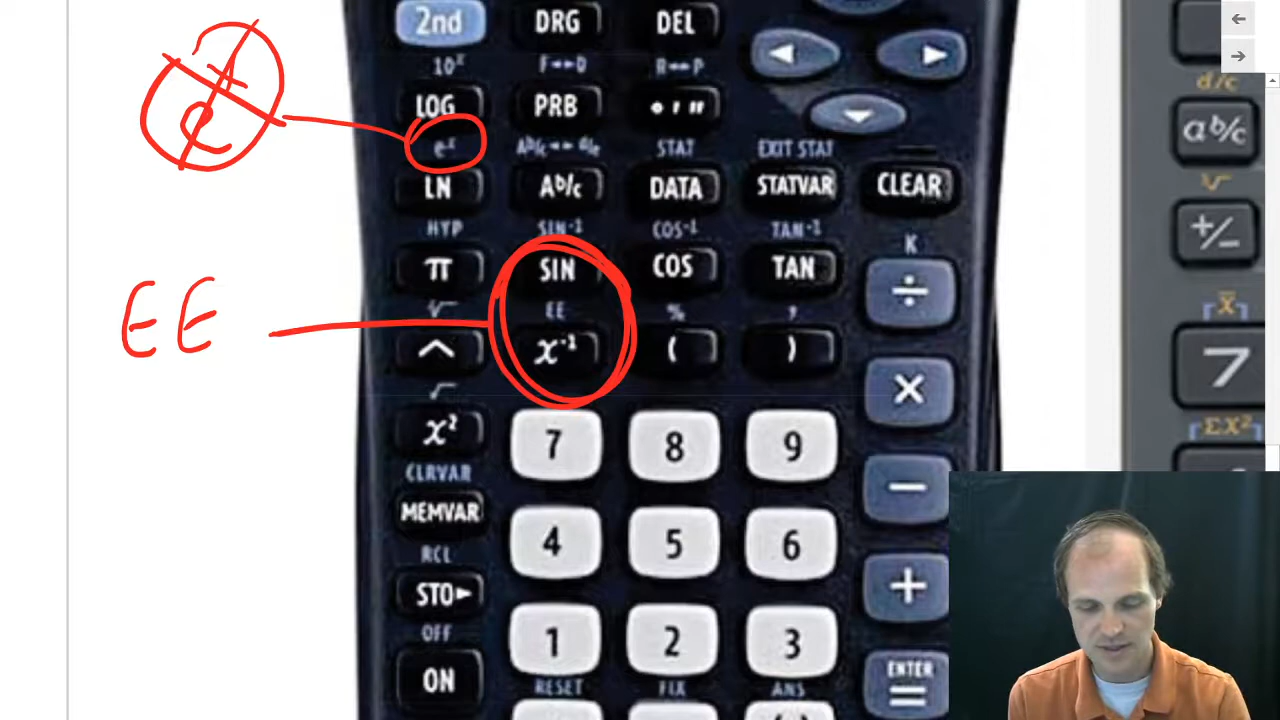 2nd DRG DEL
10ˣ F↔D R↔P
LOG PRB ° ' "
eˣ Aᵇ/c↔d/e STAT EXIT STAT
LN Aᵇ/c DATA STATVAR CLEAR
HYP SIN⁻¹ COS⁻¹ TAN⁻¹ K
π SIN COS TAN ÷
ˣ√ EE % ,
^ x⁻¹ ( ) ×
√
x² 7 8 9 −
CLRVAR
MEMVAR 4 5 6
RCL
STO► +
OFF 1 2 3
ON ENTER
=
RESET FIX ANS
(-)
EE
d/c
a b/c
√
+/−
[x̄]
7
[ΣX²]